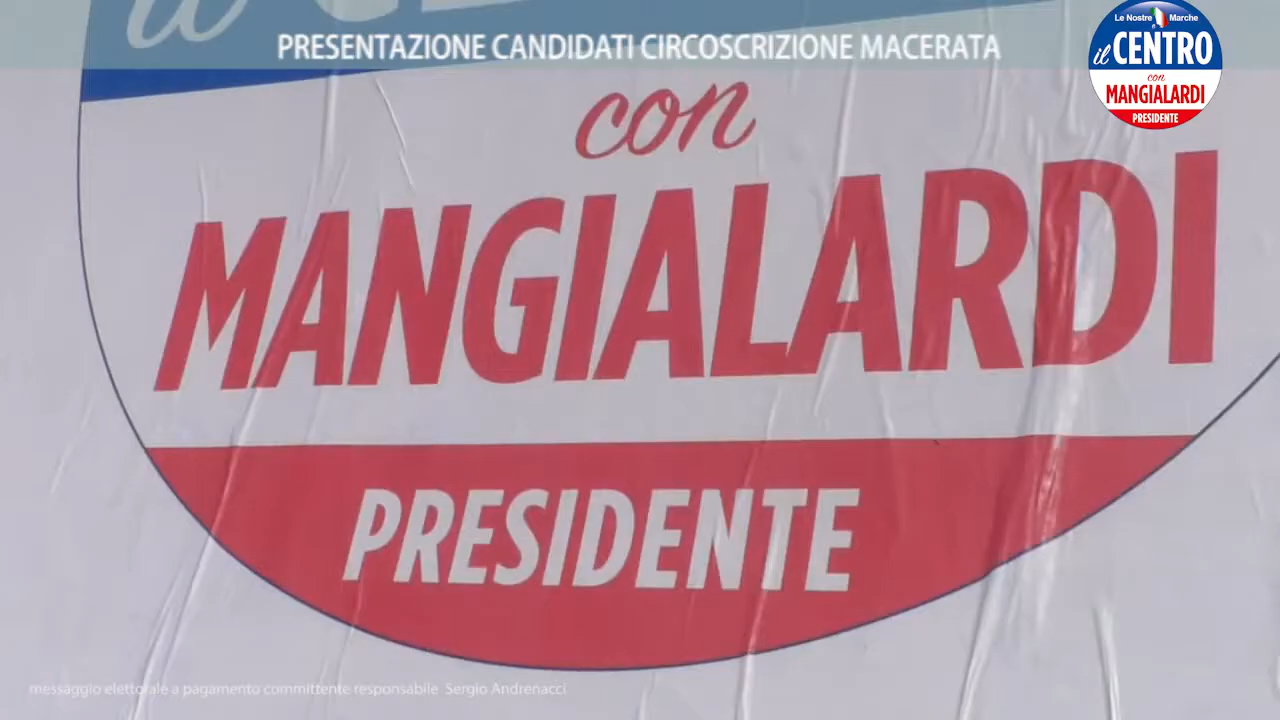 PRESENTAZIONE CANDIDATI CIRCOSCRIZIONE MACERATA
Le Nostre Marche
il CENTRO
con
MANGIALARDI
PRESIDENTE
il
con
MANGIALARDI
PRESIDENTE
messaggio elettorale a pagamento committente responsabile Sergio Andrenacci